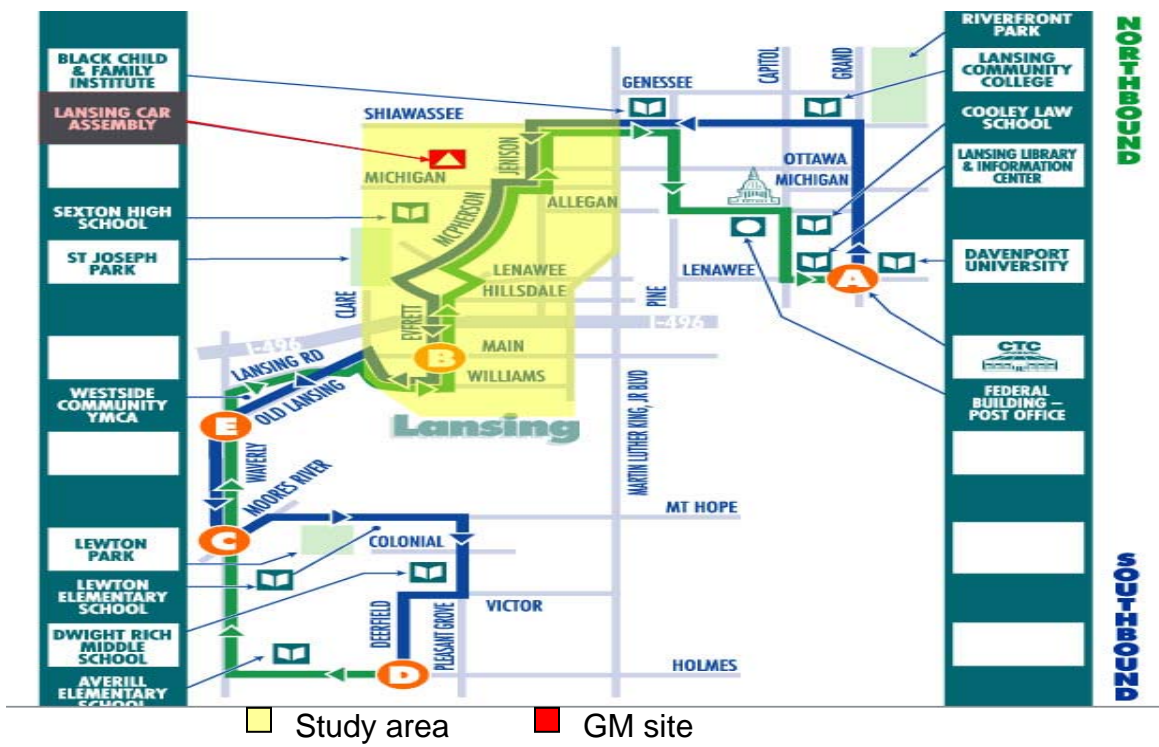 BLACK CHILD
& FAMILY
INSTITUTE
LANSING CAR
ASSEMBLY
SEXTON HIGH
SCHOOL
ST JOSEPH
PARK
WESTSIDE
COMMUNITY
YMCA
LEWTON
PARK
LEWTON
ELEMENTARY
SCHOOL
DWIGHT RICH
MIDDLE
SCHOOL
AVERILL
ELEMENTARY
SCHOOL
GENESSEE
CAPITOL
GRAND
SHIAWASSEE
JENISON
OTTAWA
MICHIGAN
MICHIGAN
ALLEGAN
MCPHERSON
LENAWEE
HILLSDALE
LENAWEE
A
CLARE
EVERETT
PINE
I-496
I-496
B
MAIN
WILLIAMS
LANSING RD
OLD LANSING
Lansing
E
WAVERLY
MOORES RIVER
MARTIN LUTHER KING, JR BLVD
MT HOPE
C
COLONIAL
DEERFIELD
PLEASANT GROVE
VICTOR
D
HOLMES
RIVERFRONT
PARK
LANSING
COMMUNITY
COLLEGE
COOLEY LAW
SCHOOL
LANSING LIBRARY
& INFORMATION
CENTER
DAVENPORT
UNIVERSITY
CTC
FEDERAL
BUILDING –
POST OFFICE
NORTHBOUND
SOUTHBOUND
Study area
GM site